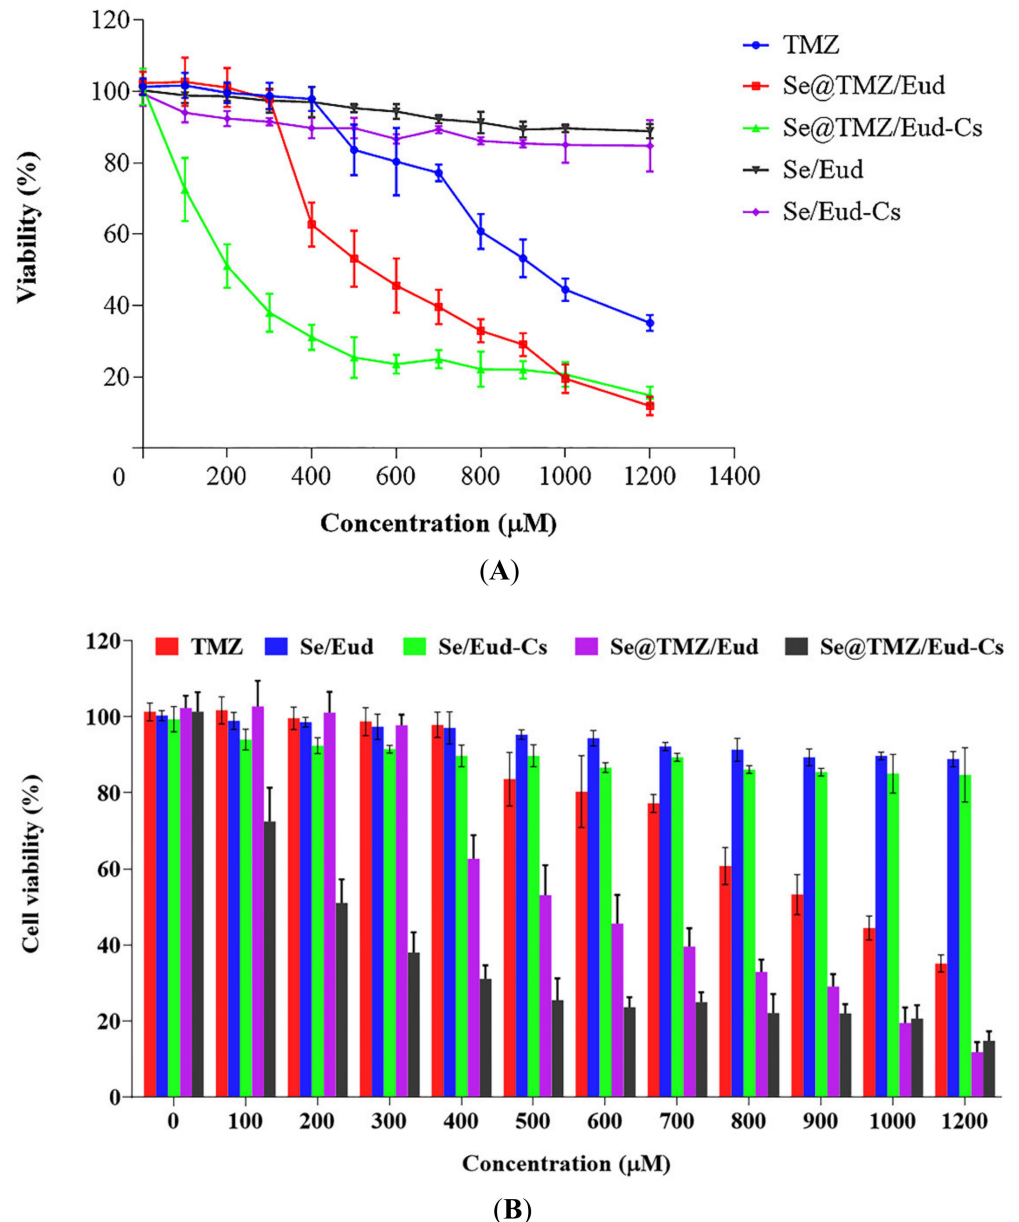 120
100
80
60
40
20
0
200
400
600
800
1000
1200
1400
Viability (%)
Concentration (μM)
TMZ
Se@TMZ/Eud
Se@TMZ/Eud-Cs
Se/Eud
Se/Eud-Cs
(A)
TMZ Se/Eud Se/Eud-Cs Se@TMZ/Eud Se@TMZ/Eud-Cs
120
100
80
60
40
20
0
Cell viability (%)
0 100 200 300 400 500 600 700 800 900 1000 1200
Concentration (μM)
(B)